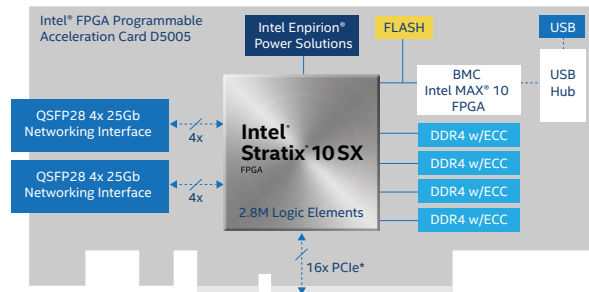 Intel® FPGA Programmable
Acceleration Card D5005
Intel Enpirion®
Power Solutions
FLASH
USB
BMC
Intel MAX® 10
FPGA
USB
Hub
QSFP28 4x 25Gb
Networking Interface
4x
QSFP28 4x 25Gb
Networking Interface
4x
Intel®
Stratix® 10 SX
FPGA
2.8M Logic Elements
DDR4 w/ECC
DDR4 w/ECC
DDR4 w/ECC
DDR4 w/ECC
16x PCIe*